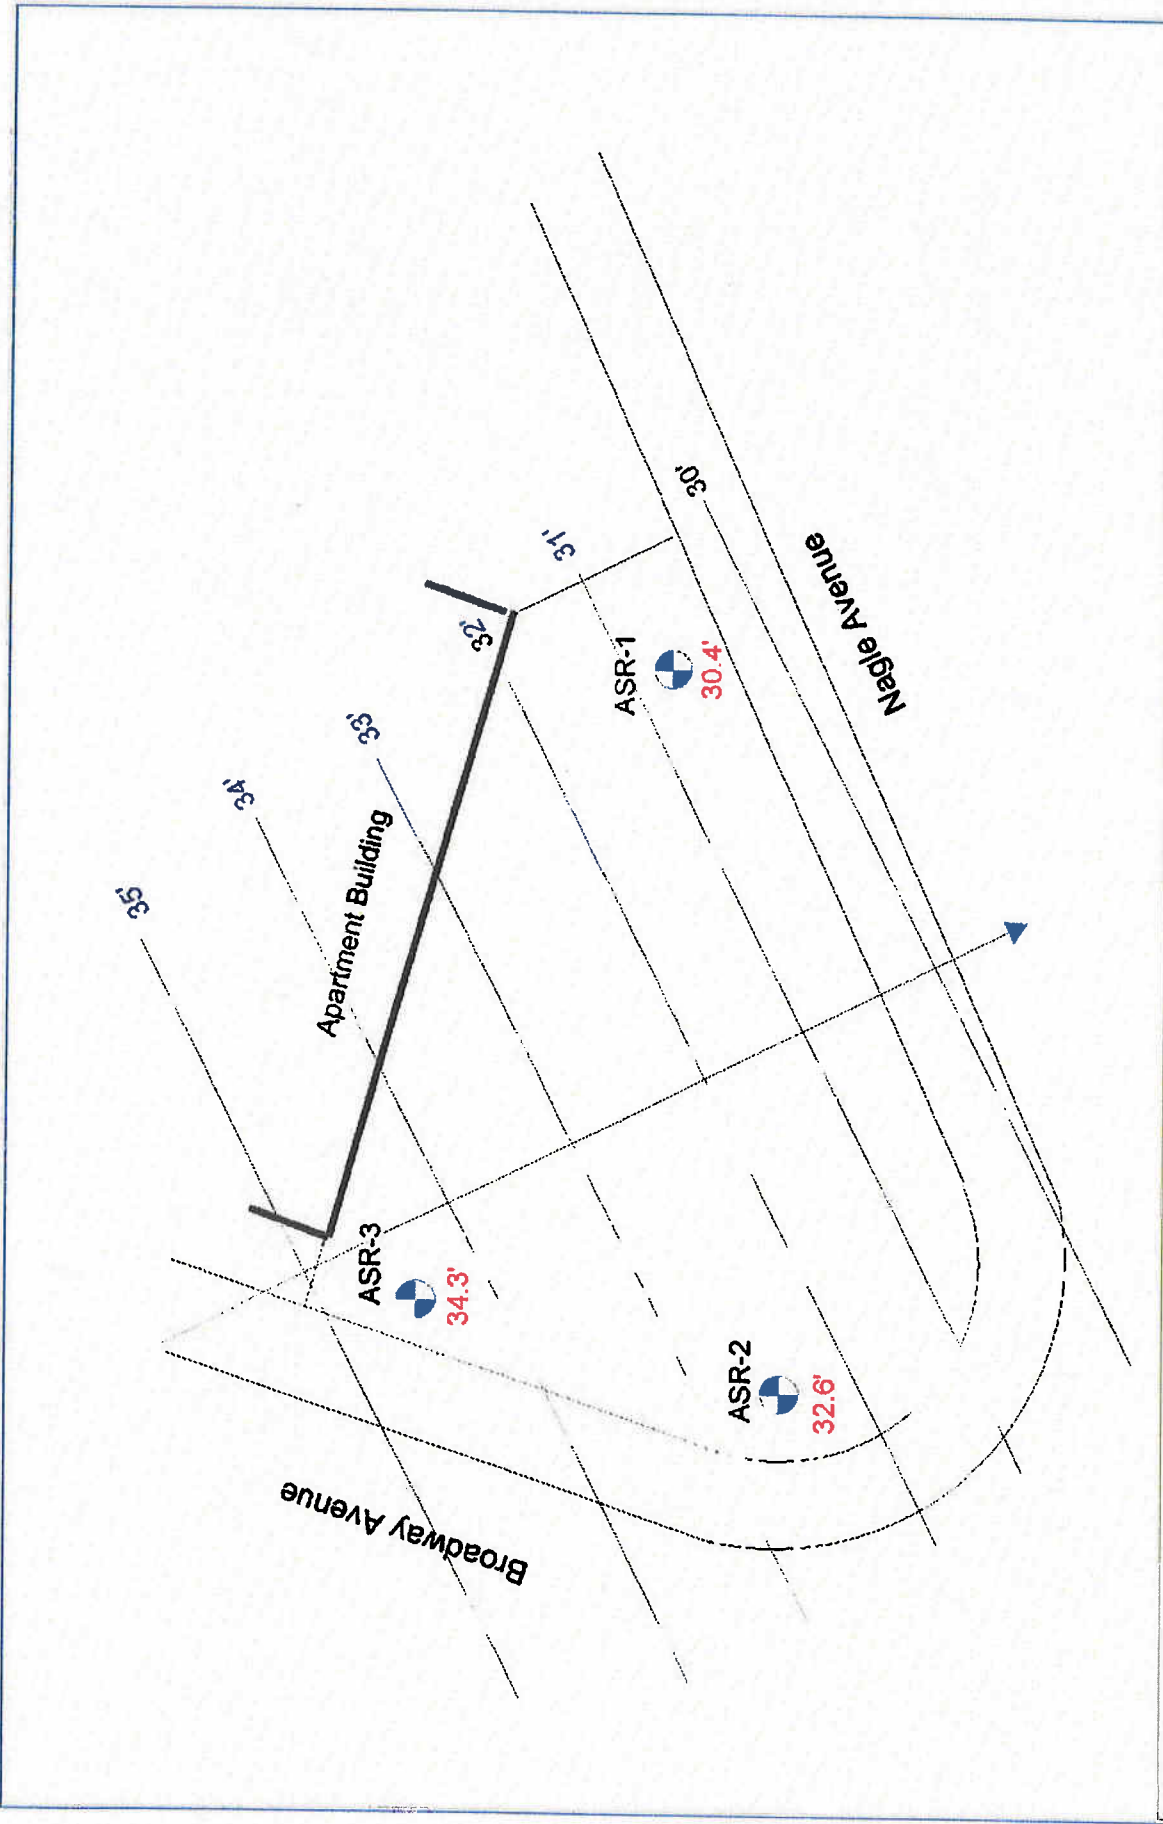 35'
34'
33'
32'
31'
30'
Apartment Building
ASR-1
30.4'
Nagle Avenue
ASR-3
34.3'
ASR-2
32.6'
Broadway Avenue